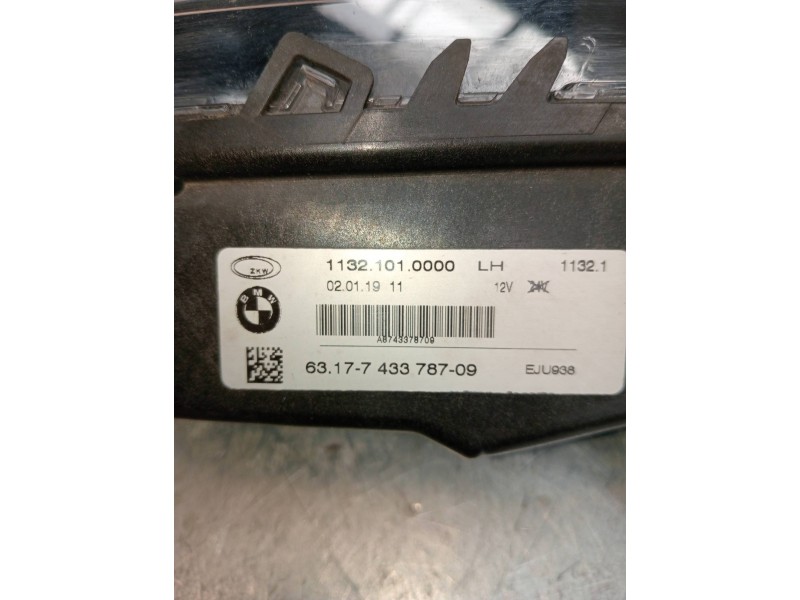 ZKW 1132.101.0000 LH 1132.1
BMW 02.01.19 11 12V
A8743378709
63.17-7 433 787-09 EJU936